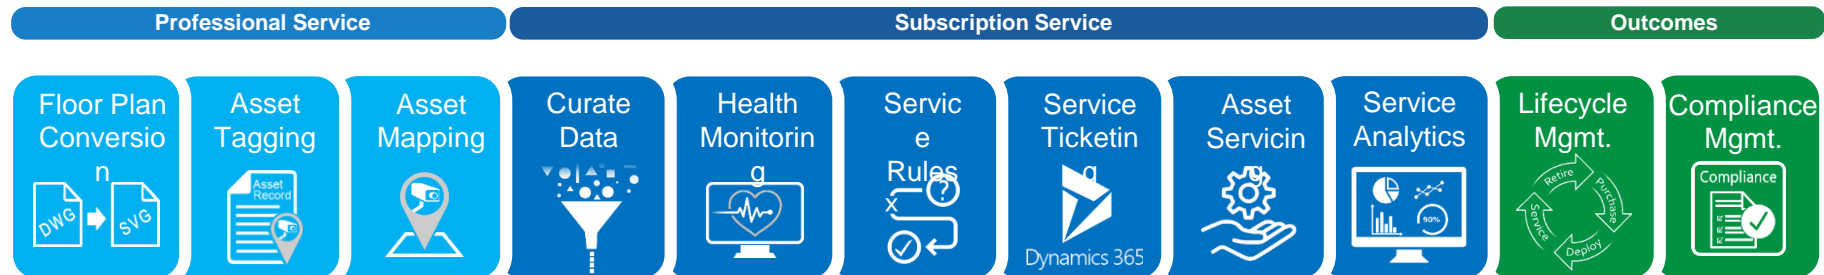 Professional Service
Subscription Service
Outcomes
Floor Plan
Conversio
n
DWG
SVG
Asset
Tagging
Asset
Record
Asset
Mapping
Curate
Data
Health
Monitorin
g
Servic
e
Rules
?
x
Service
Ticketin
g
Dynamics 365
Asset
Servicin
g
Service
Analytics
90%
Lifecycle
Mgmt.
Retire
Purchase
Deploy
Service
Compliance
Mgmt.
Compliance